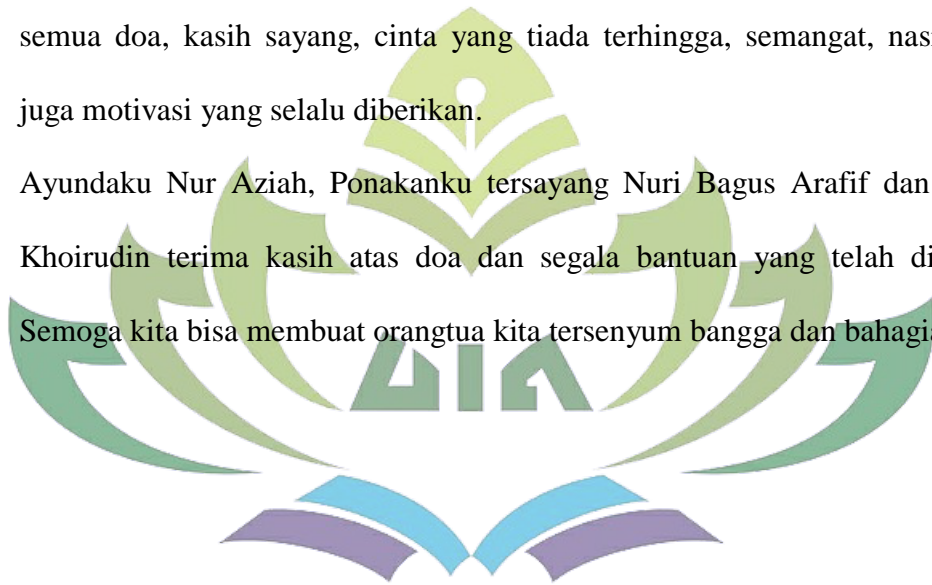 semua doa, kasih sayang, cinta yang tiada terhingga, semangat,
juga motivasi yang selalu diberikan.
Ayundaku Nur Aziah, Ponakanku tersayang Nuri Bagus Arafif dan
Khoirudin terima kasih atas doa dan segala bantuan yang telah
Semoga kita bisa membuat orangtua kita tersenyum bangga dan bahagia
UIN